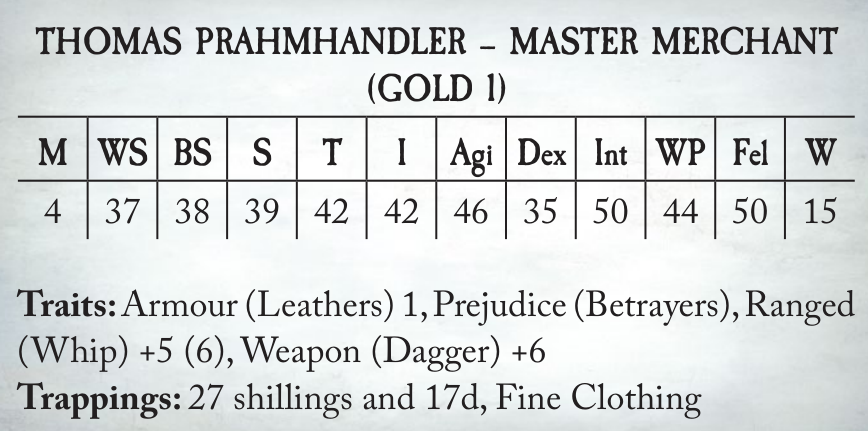 THOMAS PRAHMHANDLER – MASTER MERCHANT
(GOLD 1)
M WS BS S T I Agi Dex Int WP Fel W
4 37 38 39 42 42 46 35 50 44 50 15
Traits: Armour (Leathers) 1, Prejudice (Betrayers), Ranged
(Whip) +5 (6), Weapon (Dagger) +6
Trappings: 27 shillings and 17d, Fine Clothing